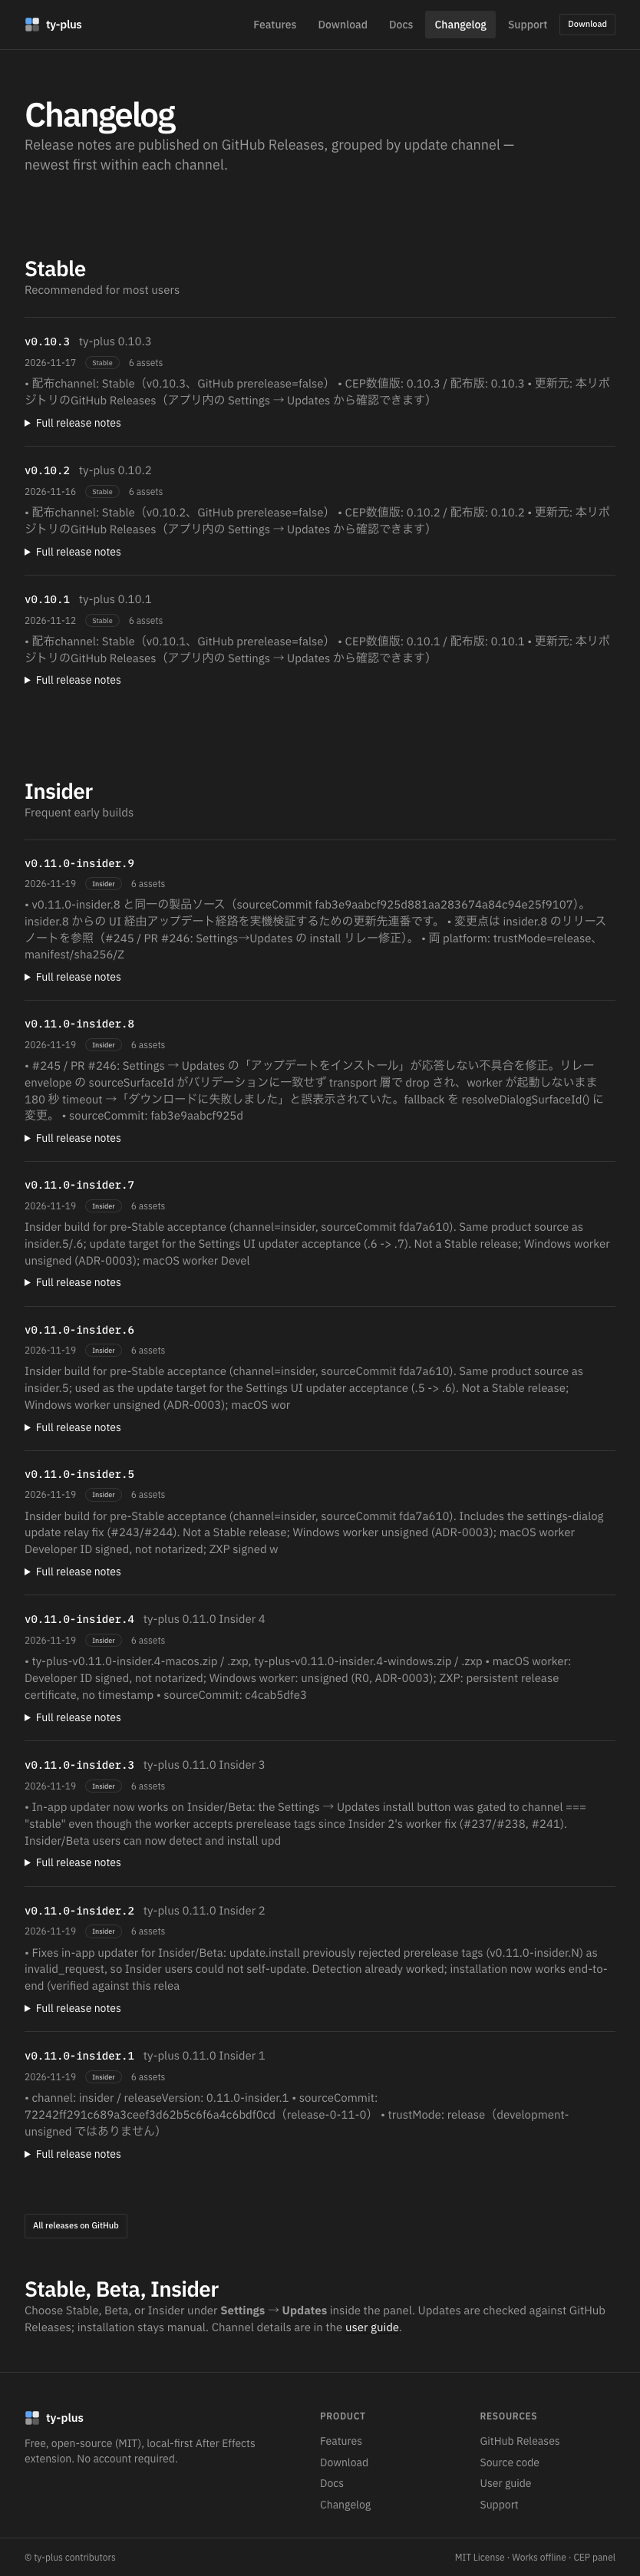 ty-plus
Features
Download
Docs
Changelog
Support
Download
Changelog
Release notes are published on GitHub Releases, grouped by update channel —
newest first within each channel.
Stable
Recommended for most users
v0.10.3 ty-plus 0.10.3
2026-11-17 Stable 6 assets
• 配布channel: Stable（v0.10.3、GitHub prerelease=false） • CEP数値版: 0.10.3 / 配布版: 0.10.3 • 更新元: 本リポ
ジトリのGitHub Releases（アプリ内の Settings → Updates から確認できます）
▶ Full release notes
v0.10.2 ty-plus 0.10.2
2026-11-16 Stable 6 assets
• 配布channel: Stable（v0.10.2、GitHub prerelease=false） • CEP数値版: 0.10.2 / 配布版: 0.10.2 • 更新元: 本リポ
ジトリのGitHub Releases（アプリ内の Settings → Updates から確認できます）
▶ Full release notes
v0.10.1 ty-plus 0.10.1
2026-11-12 Stable 6 assets
• 配布channel: Stable（v0.10.1、GitHub prerelease=false） • CEP数値版: 0.10.1 / 配布版: 0.10.1 • 更新元: 本リポ
ジトリのGitHub Releases（アプリ内の Settings → Updates から確認できます）
▶ Full release notes
Insider
Frequent early builds
v0.11.0-insider.9
2026-11-19 Insider 6 assets
• v0.11.0-insider.8 と同一の製品ソース（sourceCommit fab3e9aabcf925d881aa283674a84c94e25f9107）。
insider.8 からの UI 経由アップデート経路を実機検証するための更新先連番です。 • 変更点は insider.8 のリリース
ノートを参照（#245 / PR #246: Settings→Updates の install リレー修正）。 • 両 platform: trustMode=release、
manifest/sha256/Z
▶ Full release notes
v0.11.0-insider.8
2026-11-19 Insider 6 assets
• #245 / PR #246: Settings → Updates の「アップデートをインストール」が応答しない不具合を修正。リレー
envelope の sourceSurfaceId がバリデーションに一致せず transport 層で drop され、worker が起動しないまま
180 秒 timeout →「ダウンロードに失敗しました」と誤表示されていた。fallback を resolveDialogSurfaceId() に
変更。 • sourceCommit: fab3e9aabcf925d
▶ Full release notes
v0.11.0-insider.7
2026-11-19 Insider 6 assets
Insider build for pre-Stable acceptance (channel=insider, sourceCommit fda7a610). Same product source as
insider.5/.6; update target for the Settings UI updater acceptance (.6 -> .7). Not a Stable release; Windows worker
unsigned (ADR-0003); macOS worker Devel
▶ Full release notes
v0.11.0-insider.6
2026-11-19 Insider 6 assets
Insider build for pre-Stable acceptance (channel=insider, sourceCommit fda7a610). Same product source as
insider.5; used as the update target for the Settings UI updater acceptance (.5 -> .6). Not a Stable release;
Windows worker unsigned (ADR-0003); macOS wor
▶ Full release notes
v0.11.0-insider.5
2026-11-19 Insider 6 assets
Insider build for pre-Stable acceptance (channel=insider, sourceCommit fda7a610). Includes the settings-dialog
update relay fix (#243/#244). Not a Stable release; Windows worker unsigned (ADR-0003); macOS worker
Developer ID signed, not notarized; ZXP signed w
▶ Full release notes
v0.11.0-insider.4 ty-plus 0.11.0 Insider 4
2026-11-19 Insider 6 assets
• ty-plus-v0.11.0-insider.4-macos.zip / .zxp, ty-plus-v0.11.0-insider.4-windows.zip / .zxp • macOS worker:
Developer ID signed, not notarized; Windows worker: unsigned (R0, ADR-0003); ZXP: persistent release
certificate, no timestamp • sourceCommit: c4cab5dfe3
▶ Full release notes
v0.11.0-insider.3 ty-plus 0.11.0 Insider 3
2026-11-19 Insider 6 assets
• In-app updater now works on Insider/Beta: the Settings → Updates install button was gated to channel ===
"stable" even though the worker accepts prerelease tags since Insider 2's worker fix (#237/#238, #241).
Insider/Beta users can now detect and install upd
▶ Full release notes
v0.11.0-insider.2 ty-plus 0.11.0 Insider 2
2026-11-19 Insider 6 assets
• Fixes in-app updater for Insider/Beta: update.install previously rejected prerelease tags (v0.11.0-insider.N) as
invalid_request, so Insider users could not self-update. Detection already worked; installation now works end-to-
end (verified against this relea
▶ Full release notes
v0.11.0-insider.1 ty-plus 0.11.0 Insider 1
2026-11-19 Insider 6 assets
• channel: insider / releaseVersion: 0.11.0-insider.1 • sourceCommit:
72242ff291c689a3ceef3d62b5c6f6a4c6bdf0cd（release-0-11-0） • trustMode: release（development-
unsigned ではありません）
▶ Full release notes
All releases on GitHub
Stable, Beta, Insider
Choose Stable, Beta, or Insider under Settings → Updates inside the panel. Updates are checked against GitHub
Releases; installation stays manual. Channel details are in the user guide.
ty-plus
Free, open-source (MIT), local-first After Effects
extension. No account required.
PRODUCT
Features
Download
Docs
Changelog
RESOURCES
GitHub Releases
Source code
User guide
Support
© ty-plus contributors
MIT License · Works offline · CEP panel